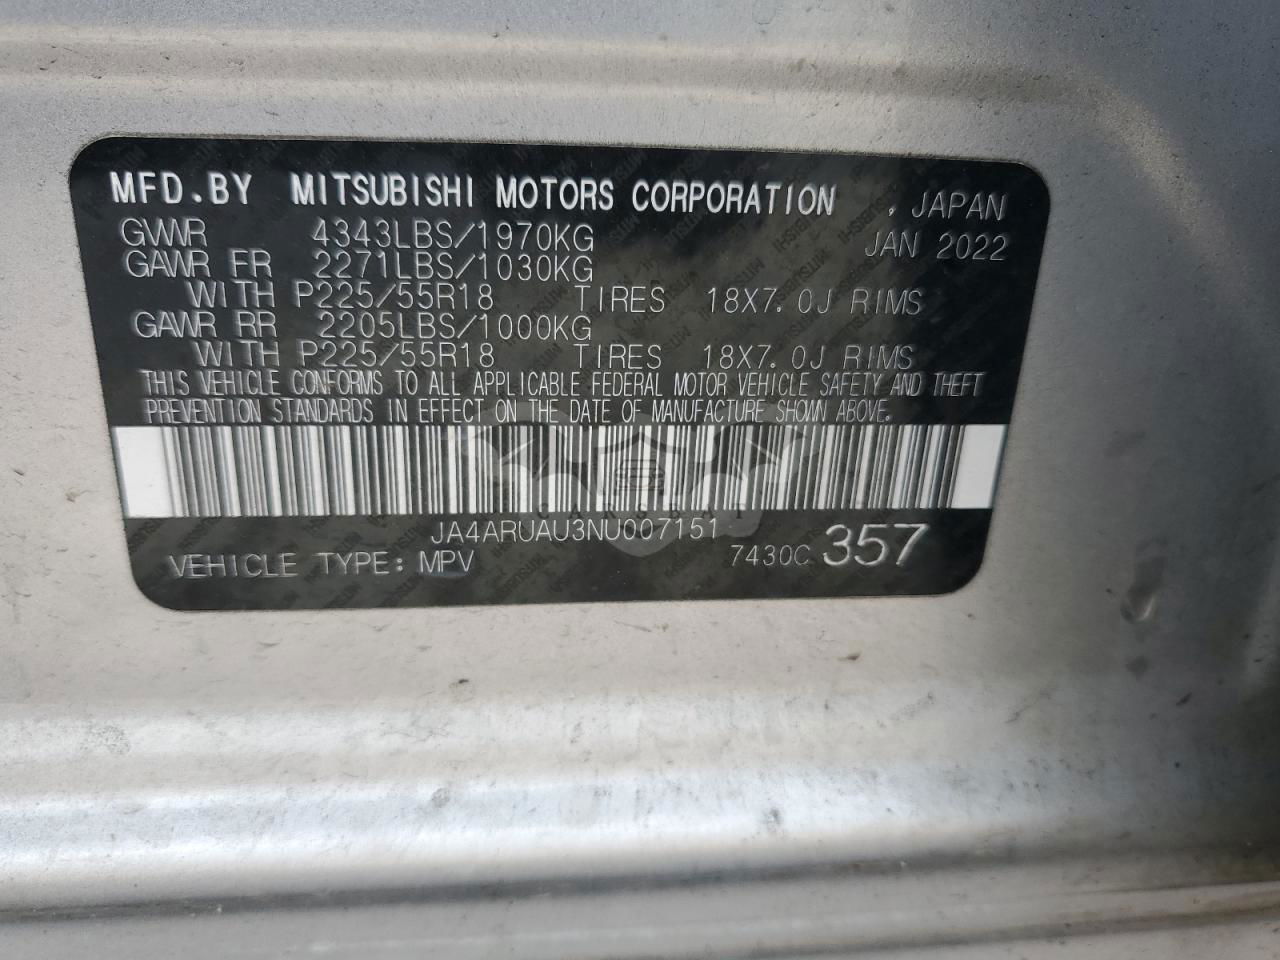 MFD.BY MITSUBISHI MOTORS CORPORATION , JAPAN
GVWR 4343LBS/1970KG JAN 2022
GAWR FR 2271LBS/1030KG
WITH P225/55R18 TIRES 18X7.0J RIMS
GAWR RR 2205LBS/1000KG
WITH P225/55R18 TIRES 18X7.0J RIMS
THIS VEHICLE CONFORMS TO ALL APPLICABLE FEDERAL MOTOR VEHICLE SAFETY AND THEFT
PREVENTION STANDARDS IN EFFECT ON THE DATE OF MANUFACTURE SHOWN ABOVE.
JA4ARUAU3NU007151
VEHICLE TYPE: MPV 7430C 357